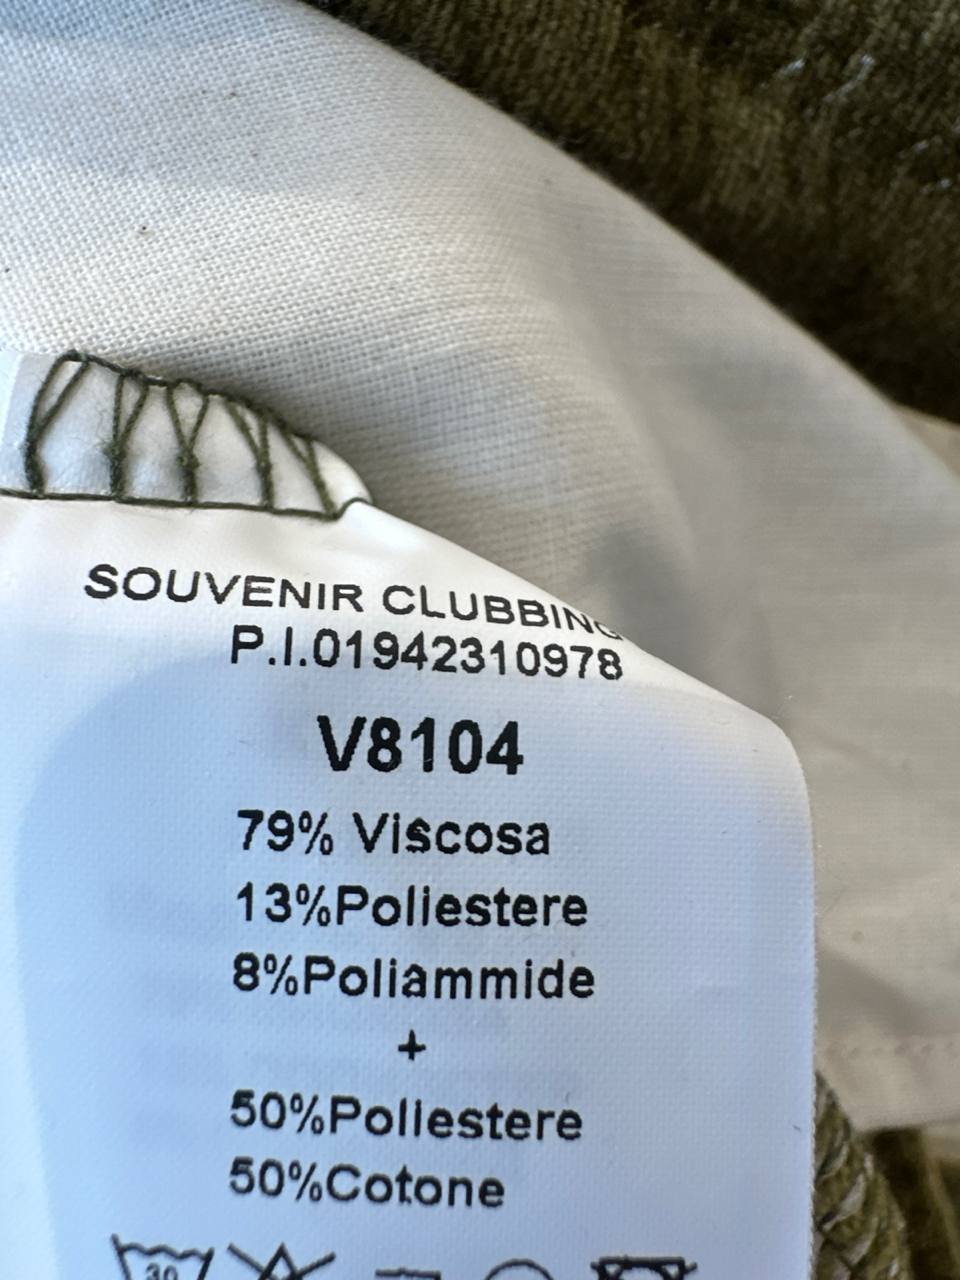 SOUVENIR CLUBBING
P.I.01942310978
V8104
79% Viscosa
13%Poliestere
8%Poliammide
+
50%Poliestere
50%Cotone
30